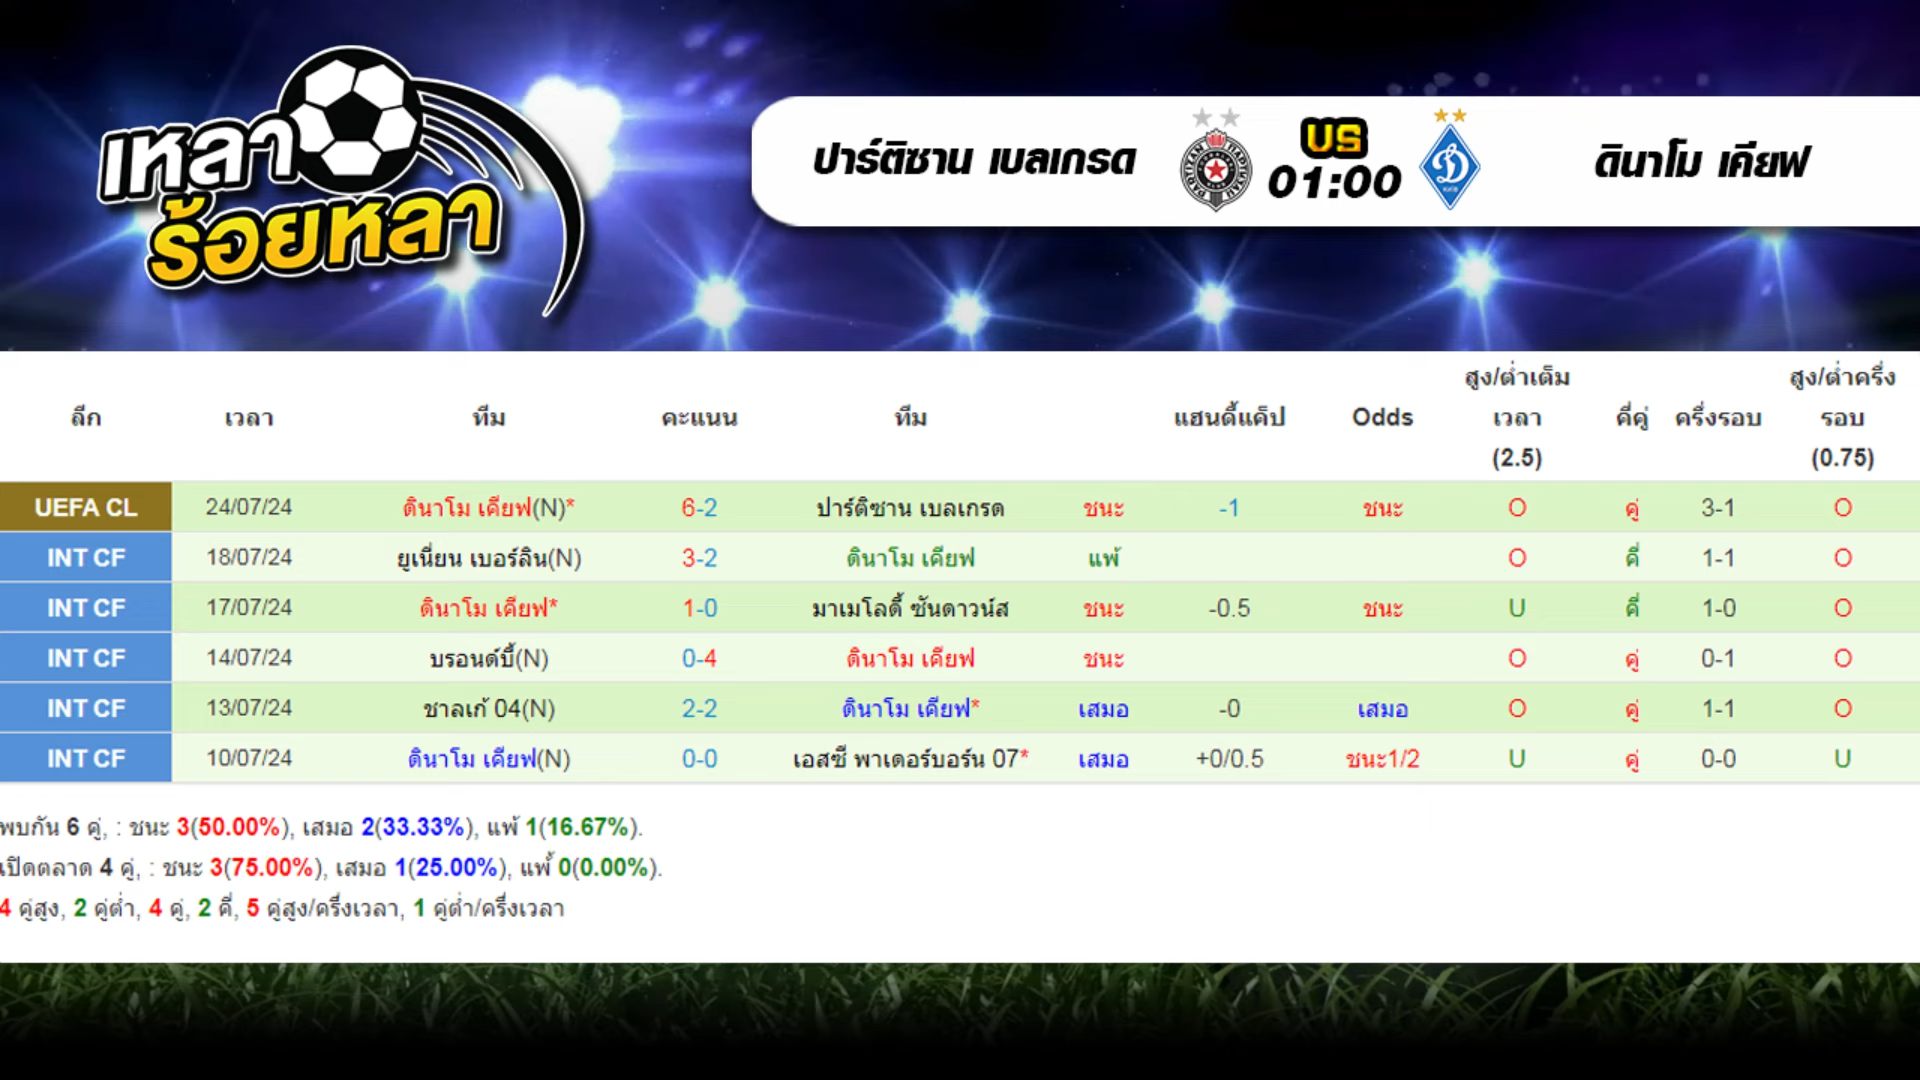 เหลา
ร้อยหลา
ปาร์ติซาน เบลเกรด US 01:00 ดินาโม เคียฟ
ลีก เวลา ทีม คะแนน ทีม แฮนดี้แค็ป Odds สูง/ต่ำเต็มเวลา (2.5) คี่คู่ ครึ่งรอบ สูง/ต่ำครึ่งรอบ (0.75)
UEFA CL 24/07/24 ดินาโม เคียฟ(N)* 6-2 ปาร์ติซาน เบลเกรด ชนะ -1 ชนะ O คู่ 3-1 O
INT CF 18/07/24 ยูเนี่ยน เบอร์ลิน(N) 3-2 ดินาโม เคียฟ แพ้ O คี่ 1-1 O
INT CF 17/07/24 ดินาโม เคียฟ* 1-0 มาเมโลดี้ ซันดาวน์ส ชนะ -0.5 ชนะ U คี่ 1-0 O
INT CF 14/07/24 บรอนด์บี้(N) 0-4 ดินาโม เคียฟ ชนะ O คู่ 0-1 O
INT CF 13/07/24 ชาลเก้ 04(N) 2-2 ดินาโม เคียฟ* เสมอ -0 เสมอ O คู่ 1-1 O
INT CF 10/07/24 ดินาโม เคียฟ(N) 0-0 เอสซี พาเดอร์บอร์น 07* เสมอ +0/0.5 ชนะ1/2 U คู่ 0-0 U
พบกัน 6 คู่, : ชนะ 3(50.00%), เสมอ 2(33.33%), แพ้ 1(16.67%).
เปิดตลาด 4 คู่, : ชนะ 3(75.00%), เสมอ 1(25.00%), แพ้ 0(0.00%).
4 คู่สูง, 2 คู่ต่ำ, 4 คู่, 2 คี่, 5 คู่สูง/ครึ่งเวลา, 1 คู่ต่ำ/ครึ่งเวลา